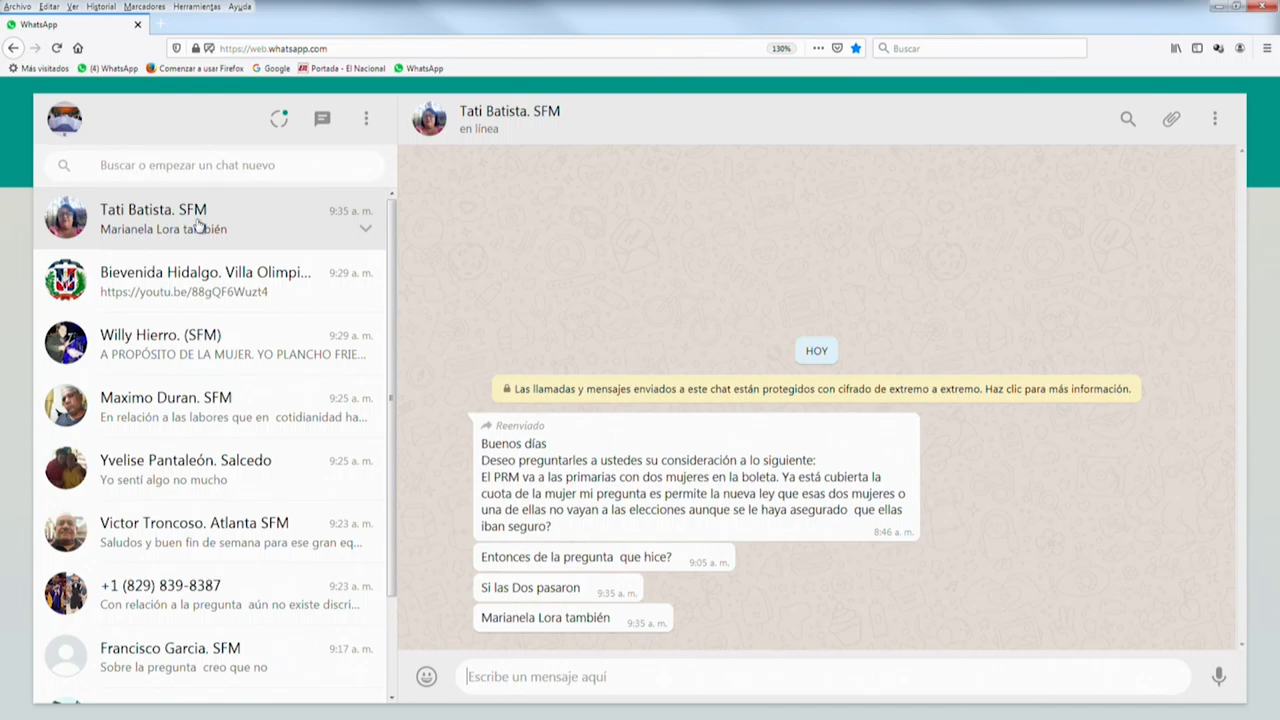 Archivo Editar Ver Historial Marcadores Herramientas Ayuda
WhatsApp
https://web.whatsapp.com
130%
Buscar
Más visitados (4) WhatsApp Comenzar a usar Firefox Google Portada - El Nacional WhatsApp
Buscar o empezar un chat nuevo
Tati Batista. SFM 9:35 a. m.
Marianela Lora también
Bievenida Hidalgo. Villa Olimpi... 9:29 a. m.
https://youtu.be/88gQF6Wuzt4
Willy Hierro. (SFM) 9:29 a. m.
A PROPÓSITO DE LA MUJER. YO PLANCHO FRIE...
Maximo Duran. SFM 9:25 a. m.
En relación a las labores que en cotidianidad ha...
Yvelise Pantaleón. Salcedo 9:25 a. m.
Yo sentí algo no mucho
Victor Troncoso. Atlanta SFM 9:23 a. m.
Saludos y buen fin de semana para ese gran eq...
+1 (829) 839-8387 9:23 a. m.
Con relación a la pregunta aún no existe discri...
Francisco Garcia. SFM 9:17 a. m.
Sobre la pregunta creo que no
Tati Batista. SFM
en línea
HOY
Las llamadas y mensajes enviados a este chat están protegidos con cifrado de extremo a extremo. Haz clic para más información.
Reenviado
Buenos días
Deseo preguntarles a ustedes su consideración a lo siguiente:
El PRM va a las primarias con dos mujeres en la boleta. Ya está cubierta la
cuota de la mujer mi pregunta es permite la nueva ley que esas dos mujeres o
una de ellas no vayan a las elecciones aunque se le haya asegurado que ellas
iban seguro?
8:46 a. m.
Entonces de la pregunta que hice? 9:05 a. m.
Si las Dos pasaron 9:35 a. m.
Marianela Lora también 9:35 a. m.
Escribe un mensaje aquí